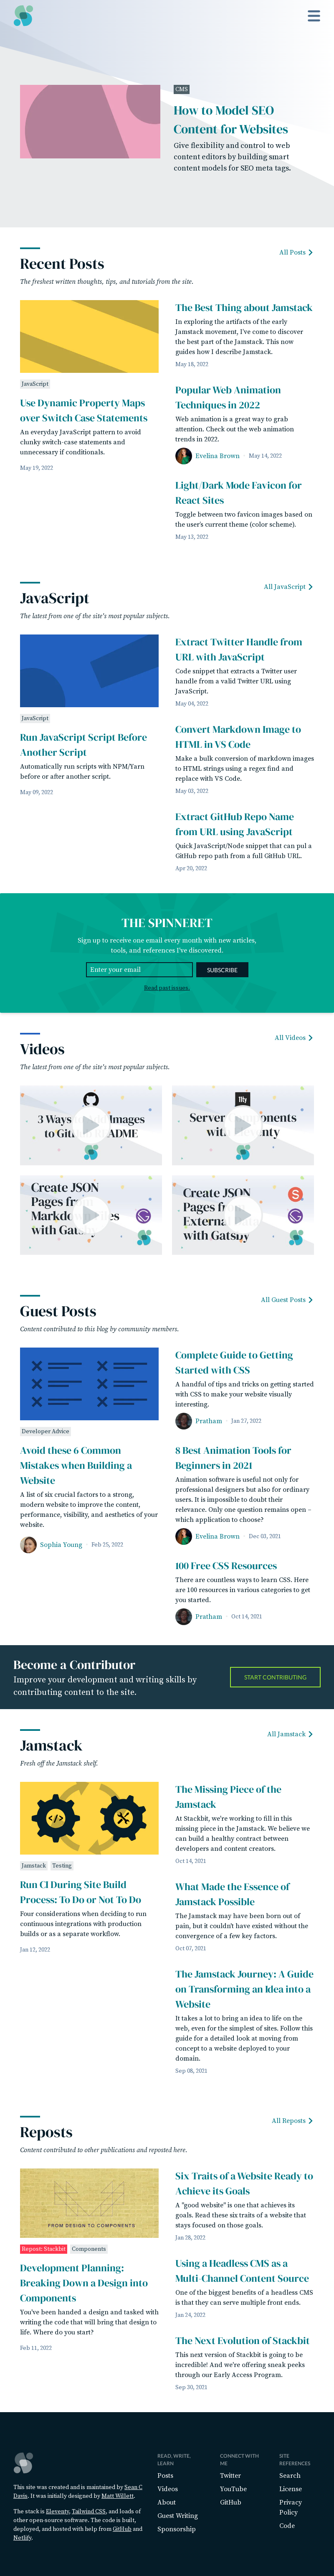 CMS
How to Model SEO
Content for Websites
Give flexibility and control to web
content editors by building smart
content models for SEO meta tags.
All Posts
Recent Posts
The freshest written thoughts, tips, and tutorials from the site.
JavaScript
Use Dynamic Property Maps
over Switch Case Statements
An everyday JavaScript pattern to avoid
clunky switch-case statements and
unnecessary if conditionals.
May 19, 2022
The Best Thing about Jamstack
In exploring the artifacts of the early
Jamstack movement, I've come to discover
the best part of the Jamstack. This now
guides how I describe Jamstack.
May 18, 2022
Popular Web Animation
Techniques in 2022
Web animation is a great way to grab
attention. Check out the web animation
trends in 2022.
Evelina Brown · May 14, 2022
Light/Dark Mode Favicon for
React Sites
Toggle between two favicon images based on
the user's current theme (color scheme).
May 13, 2022
All JavaScript
JavaScript
The latest from one of the site's most popular subjects.
JavaScript
Run JavaScript Script Before
Another Script
Automatically run scripts with NPM/Yarn
before or after another script.
May 09, 2022
Extract Twitter Handle from
URL with JavaScript
Code snippet that extracts a Twitter user
handle from a valid Twitter URL using
JavaScript.
May 04, 2022
Convert Markdown Image to
HTML in VS Code
Make a bulk conversion of markdown images
to HTML strings using a regex find and
replace with VS Code.
May 03, 2022
Extract GitHub Repo Name
from URL using JavaScript
Quick JavaScript/Node snippet that can pul a
GitHub repo path from a full GitHub URL.
Apr 20, 2022
THE SPINNERET
Sign up to receive one email every month with new articles,
tools, and references I've discovered.
Enter your email
SUBSCRIBE
Read past issues.
All Videos
Videos
The latest from one of the site's most popular subjects.
3 Ways Images
to Git ADME
11ty
Server ponents
with nty
Create JSON
Pages fr
Markdo es
with Gats
Create JSON
Pages f
Externa
with Gatsby
All Guest Posts
Guest Posts
Content contributed to this blog by community members.
Developer Advice
Avoid these 6 Common
Mistakes when Building a
Website
A list of six crucial factors to a strong,
modern website to improve the content,
performance, visibility, and aesthetics of your
website.
Sophia Young · Feb 25, 2022
Complete Guide to Getting
Started with CSS
A handful of tips and tricks on getting started
with CSS to make your website visually
interesting.
Pratham · Jan 27, 2022
8 Best Animation Tools for
Beginners in 2021
Animation software is useful not only for
professional designers but also for ordinary
users. It is impossible to doubt their
relevance. Only one question remains open –
which application to choose?
Evelina Brown · Dec 03, 2021
100 Free CSS Resources
There are countless ways to learn CSS. Here
are 100 resources in various categories to get
you started.
Pratham · Oct 14, 2021
Become a Contributor
Improve your development and writing skills by
contributing content to the site.
START CONTRIBUTING
All Jamstack
Jamstack
Fresh off the Jamstack shelf.
Jamstack Testing
Run CI During Site Build
Process: To Do or Not To Do
Four considerations when deciding to run
continuous integrations with production
builds or as a separate workflow.
Jan 12, 2022
The Missing Piece of the
Jamstack
At Stackbit, we're working to fill in this
missing piece in the Jamstack. We believe we
can build a healthy contract between
developers and content creators.
Oct 14, 2021
What Made the Essence of
Jamstack Possible
The Jamstack may have been born out of
pain, but it couldn't have existed without the
convergence of a few key factors.
Oct 07, 2021
The Jamstack Journey: A Guide
on Transforming an Idea into a
Website
It takes a lot to bring an idea to life on the
web, even for the simplest of sites. Follow this
guide for a detailed look at moving from
concept to a website deployed to your
domain.
Sep 08, 2021
All Reposts
Reposts
Content contributed to other publications and reposted here.
FROM DESIGN TO COMPONENTS
Repost: Stackbit Components
Development Planning:
Breaking Down a Design into
Components
You've been handed a design and tasked with
writing the code that will bring that design to
life. Where do you start?
Feb 11, 2022
Six Traits of a Website Ready to
Achieve its Goals
A "good website" is one that achieves its
goals. Read these six traits of a website that
stays focused on those goals.
Jan 28, 2022
Using a Headless CMS as a
Multi-Channel Content Source
One of the biggest benefits of a headless CMS
is that they can serve multiple front ends.
Jan 24, 2022
The Next Evolution of Stackbit
This next version of Stackbit is going to be
incredible! And we're offering sneak peeks
through our Early Access Program.
Sep 30, 2021
This site was created and is maintained by Sean C
Davis. It was initially designed by Matt Willett.
The stack is Eleventy, Tailwind CSS, and loads of
other open source software. The code is built,
deployed, and hosted with help from GitHub and
Netlify.
READ, WRITE,
LEARN
Posts
Videos
About
Guest Writing
Sponsorship
CONNECT WITH
ME
Twitter
YouTube
GitHub
SITE
REFERENCES
Search
License
Privacy
Policy
Code